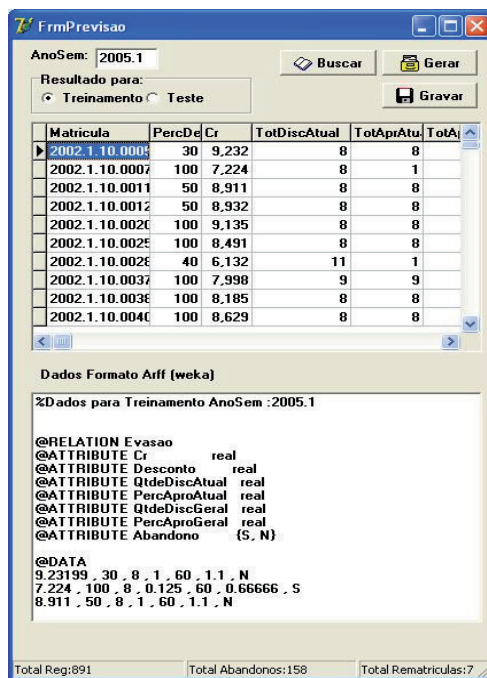 FrmPrevisao
AnoSem: 2005.1
Buscar
Gerar
Resultado para:
Treinamento Teste
Gravar
Matricula PercDe Cr TotDiscAtual TotAprAtu
2002.1.10.000 30 9,232 8 8
2002.1.10.0007 100 7,224 8 1
2002.1.10.0011 50 8,911 8 8
2002.1.10.0012 50 8,932 8 8
2002.1.10.002 100 9,135 8 8
2002.1.10.0025 100 8,491 8 8
2002.1.10.002 40 6,132 11 1
2002.1.10.0037 100 7,998 9 9
2002.1.10.003 100 8,185 8 8
2002.1.10.004 100 8,629 8 8
Dados Formato Arff (weka)
%Dados para Treinamento AnoSem :2005.1
@RELATION Evasao
@ATTRIBUTE Cr real
@ATTRIBUTE Desconto real
@ATTRIBUTE QtdeDiscAtual real
@ATTRIBUTE PercAproAtual real
@ATTRIBUTE QtdeDiscGeral real
@ATTRIBUTE PercAproGeral real
@ATTRIBUTE Abandono {S, N}
@DATA
9.23199 , 30 , 8 , 1 , 60 , 1.1 , N
7.224 , 100 , 8 , 0.125 , 60 , 0.66666 , S
8.911 , 50 , 8 , 1 , 60 , 1.1 , N
Total Reg:891 Total Abandonos:158 Total Rematriculas:7